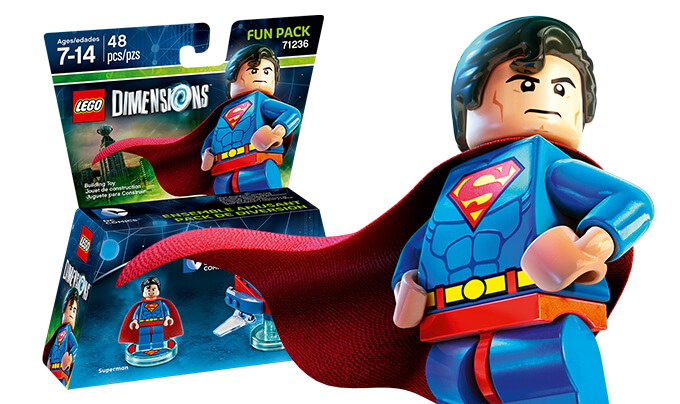 Ages/edades
7-14
48
pcs/pzs
FUN PACK
71236
LEGO DIMENSIONS
Building Toy
Jouet de construction
Juguete para Construir
ENSEMBLE AMUSANT
PACK DE DIVERSIÓN
LEGO DIMENSIONS
COMICS
Superman
S